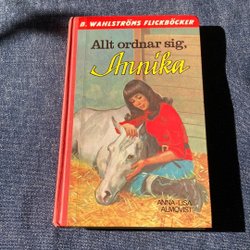 B. WAHLSTRÖMS FLICKBÖCKER
Allt ordnar sig,
Annika
ANNA-LISA
ALMQVIST